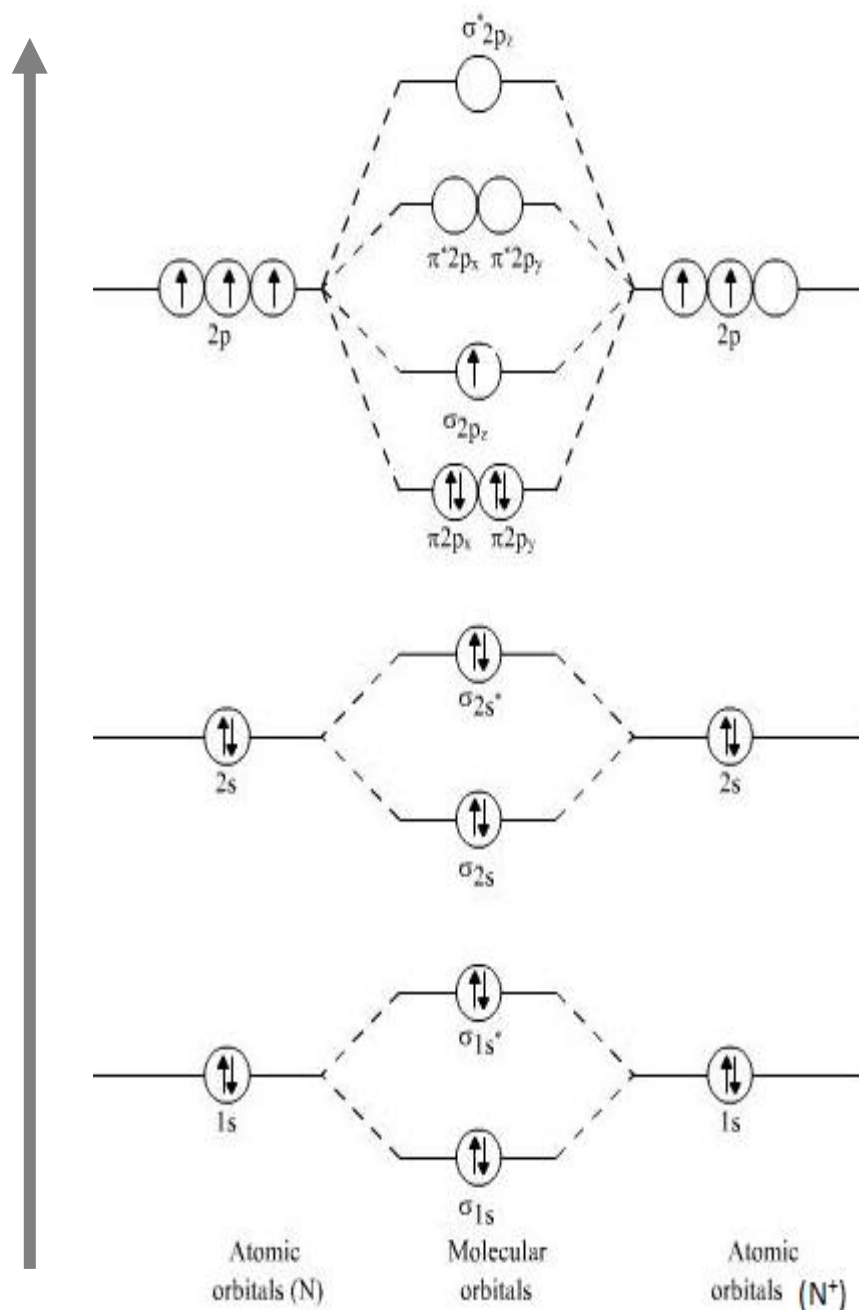 σ*2pz
π*2px π*2py
2p 2p
σ2pz
π2px π2py
σ2s*
2s 2s
σ2s
σ1s*
1s 1s
σ1s
Atomic Molecular Atomic
orbitals (N) orbitals orbitals (N⁺)